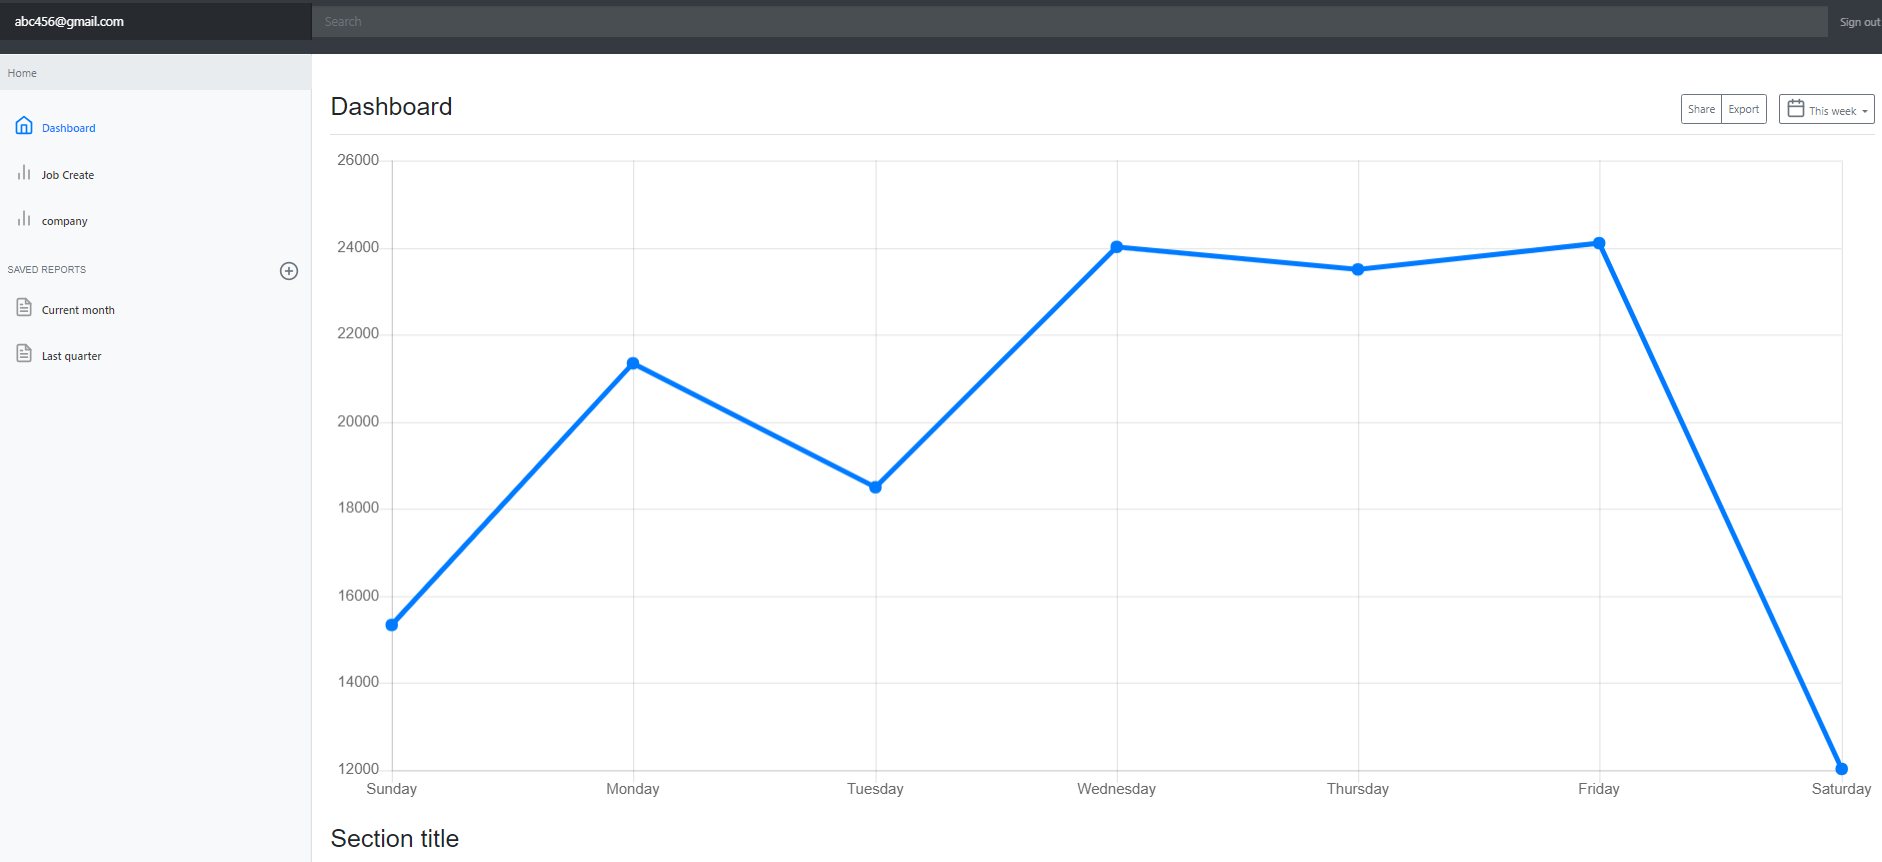 abc456@gmail.com
Search
Sign out
Home
Dashboard
Job Create
company
SAVED REPORTS
Current month
Last quarter
Dashboard
Share
Export
This week
26000
24000
22000
20000
18000
16000
14000
12000
Sunday Monday Tuesday Wednesday Thursday Friday Saturday
Section title